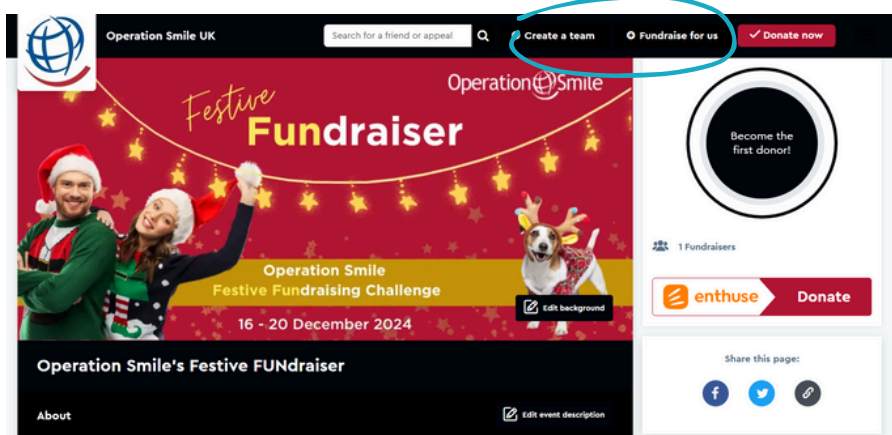 Operation Smile UK
Search for a friend or appeal
Create a team
Fundraise for us
Donate now
Operation Smile
Festive
Fundraiser
Operation Smile
Festive Fundraising Challenge
16 - 20 December 2024
Edit background
Operation Smile's Festive FUNdraiser
About
Edit event description
Become the
first donor!
1 Fundraisers
enthuse
Donate
Share this page: